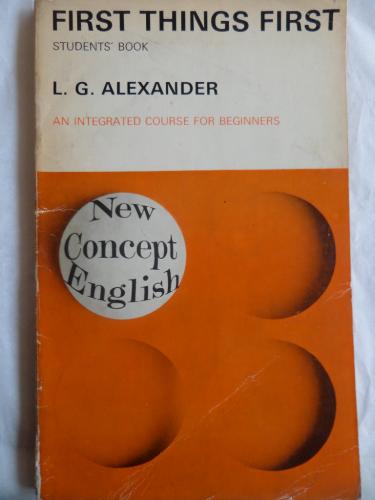 FIRST THINGS FIRST
STUDENTS' BOOK
L. G. ALEXANDER
AN INTEGRATED COURSE FOR BEGINNERS
New
Concept
English